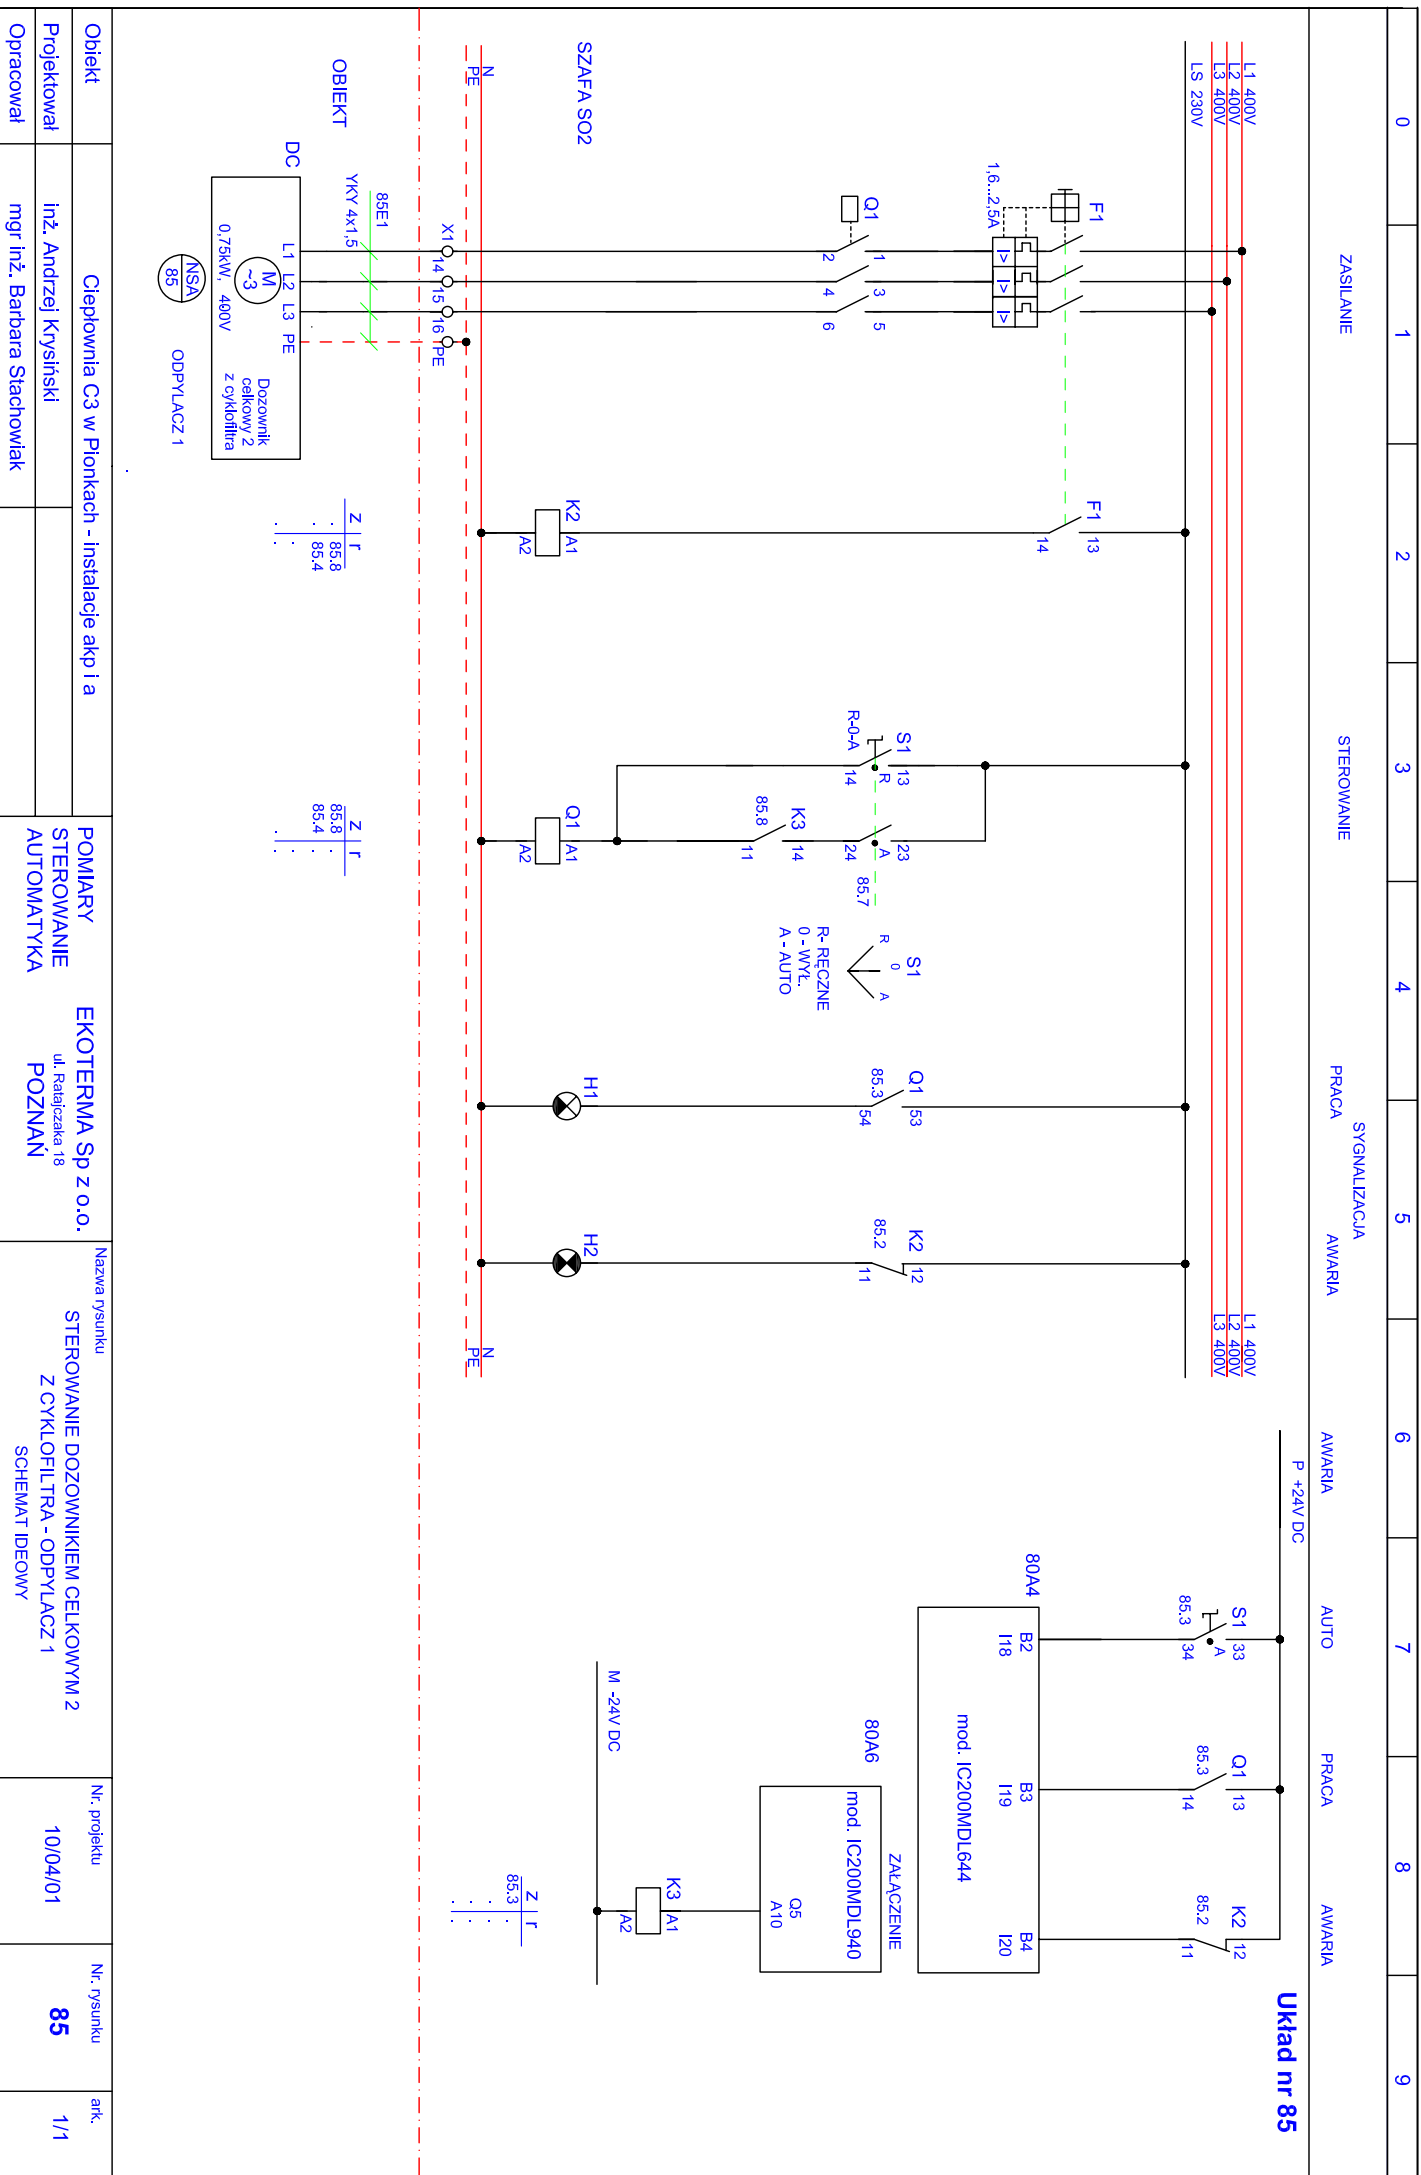 0 1 2 3 4 5 6 7 8 9
ZASILANIE
STEROWANIE
SYGNALIZACJA
PRACA
AWARIA
AWARIA
AUTO
PRACA
AWARIA
Układ nr 85
L1 400V
L2 400V
L3 400V
LS 230V
L1 400V
L2 400V
L3 400V
P +24V DC
F1
1,6...2,5A
I> I> I>
Q1
1 3 5
2 4 6
F1
13
14
K2
A1
A2
S1
R-0-A
13
14
R
23
24
A
85.7
K3
85.8
14
11
Q1
A1
A2
S1
R 0 A
R- RĘCZNE
0 - WYŁ.
A - AUTO
Q1
85.3
53
54
H1
K2
85.2
12
11
H2
S1
85.3
33
34
A
Q1
85.3
13
14
K2
85.2
12
11
80A4
B2 B3 B4
I18 I19 I20
mod. IC200MDL644
80A6
ZAŁĄCZENIE
mod. IC200MDL940
Q5
A10
K3
A1
A2
M -24V DC
z r
85.3
SZAFA SO2
N
PE
N
PE
X1 14 15 16 PE
OBIEKT
85E1
YKY 4x1,5
DC
L1 L2 L3 PE
M
~3
0,75kW, 400V
Dozownik
celkowy 2
z cyklofiltra
NSA
85
ODPYLACZ 1
z r
85.8
85.4
z r
85.8
85.4
Obiekt
Ciepłownia C3 w Pionkach - instalacje akp i a
Projektował
inż. Andrzej Krysiński
Opracował
mgr inż. Barbara Stachowiak
POMIARY
STEROWANIE
AUTOMATYKA
EKOTERMA Sp z o.o.
ul. Ratajczaka 18
POZNAŃ
Nazwa rysunku
STEROWANIE DOZOWNIKIEM CELKOWYM 2
Z CYKLOFILTRA - ODPYLACZ 1
SCHEMAT IDEOWY
Nr. projektu
10/04/01
Nr. rysunku
85
ark.
1/1